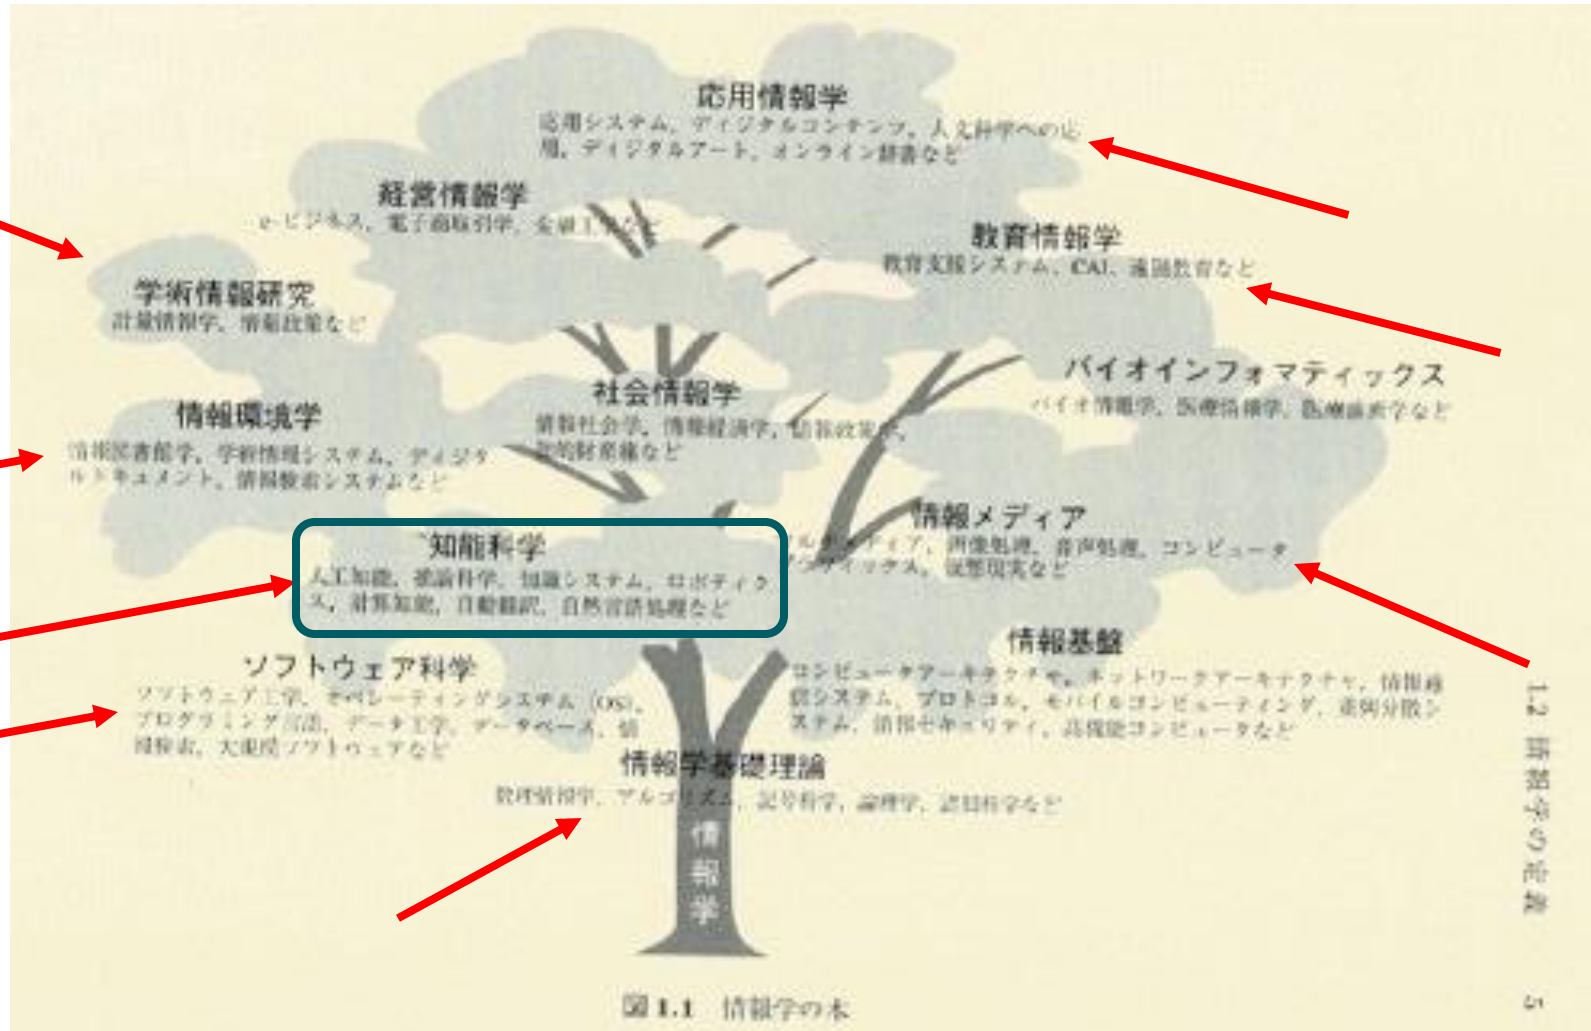 応用情報学
応用システム、ディジタルコンテンツ、人文科学への応
用、ディジタルアート、オンライン辞書など
経営情報学
e-ビジネス、電子商取引学、金融工学など
教育情報学
教育支援システム、CAI、遠隔教育など
学術情報研究
計量情報学、情報政策など
バイオインフォマティックス
バイオ情報学、医療情報学、医療診断学など
社会情報学
情報社会学、情報経済学、情報政策学、
知的財産権など
情報環境学
情報図書館学、学術情報システム、ディジタ
ルドキュメント、情報検索システムなど
情報メディア
マルチメディア、画像処理、音声処理、コンピュータ
グラフィックス、仮想現実など
知能科学
人工知能、推論科学、知識システム、ロボティク
ス、計算知能、自動翻訳、自然言語処理など
情報基盤
コンピュータアーキテクチャ、ネットワークアーキテクチャ、情報通
信システム、プロトコル、モバイルコンピューティング、並列分散シ
ステム、情報セキュリティ、高機能コンピュータなど
ソフトウェア科学
ソフトウェア工学、オペレーティングシステム (OS)、
プログラミング言語、データ工学、データベース、情
報検索、大規模ソフトウェアなど
情報学基礎理論
数理情報学、アルゴリズム、記号科学、論理学、認知科学など
情報学
図 1.1 情報学の木
1.2 情報学の定義 5